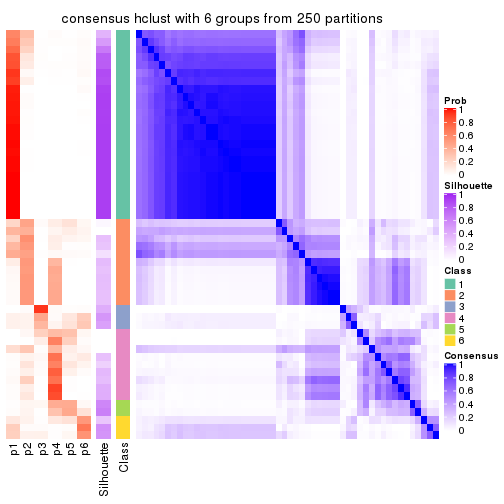 consensus hclust with 6 groups from 250 partitions
Prob
1
0.8
0.6
0.4
0.2
0
Silhouette
1
0.8
0.6
0.4
0.2
0
Class
1
2
3
4
5
6
Consensus
1
0.8
0.6
0.4
0.2
0
p1
p2
p3
p4
p5
p6
Silhouette
Class